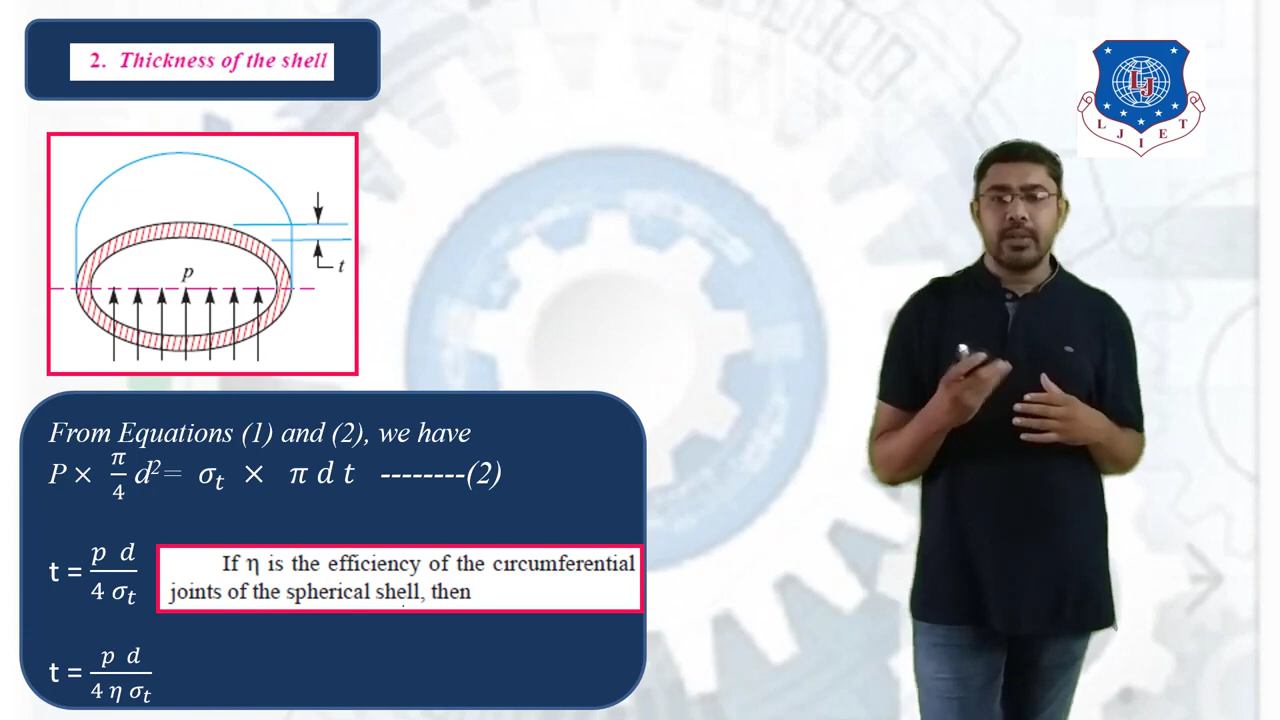 2. Thickness of the shell
L J
L J I E T
p
t
From Equations (1) and (2), we have
P × π/4 d² = σₜ × π d t --------(2)
t = p d / 4 σₜ
If η is the efficiency of the circumferential
joints of the spherical shell, then
t = p d / 4 η σₜ